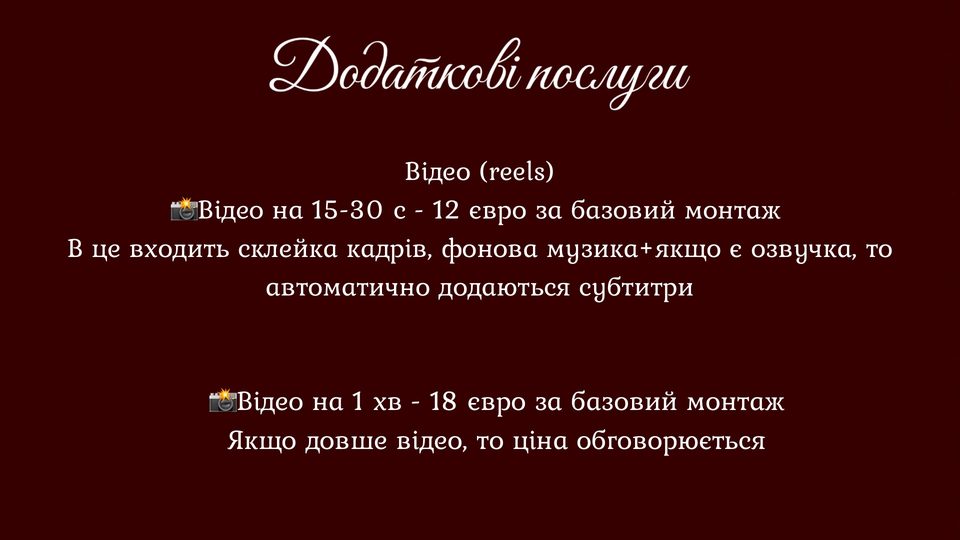 Додаткові послуги
Відео (reels)
📸Відео на 15-30 с - 12 євро за базовий монтаж
В це входить склейка кадрів, фонова музика+якщо є озвучка, то
автоматично додаються субтитри
📸Відео на 1 хв - 18 євро за базовий монтаж
Якщо довше відео, то ціна обговорюється